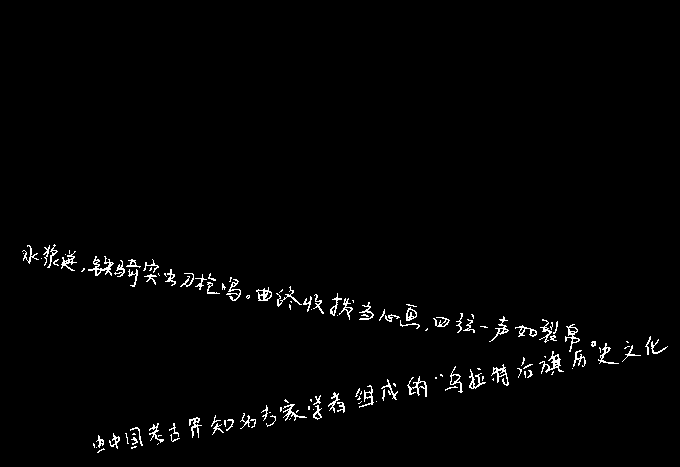 水浆迸，铁骑突出刀枪鸣。曲终收拨当心画，四弦一声如裂帛。
由中国考古界知名专家学者组成的“乌拉特后旗历史文化